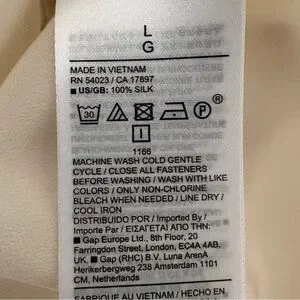 L
G
MADE IN VIETNAM
RN 54023 / CA 17897
■ US/GB: 100% SILK
30
P
I
1166
MACHINE WASH COLD GENTLE
CYCLE / CLOSE ALL FASTENERS
BEFORE WASHING / WASH WITH LIKE
COLORS / ONLY NON-CHLORINE
BLEACH WHEN NEEDED / LINE DRY /
COOL IRON
DISTRIBUIDO POR / Imported By /
Importe Par / ΕΙΣΑΓΕΤΑΙ ΑΠΟ ΤΗΝ:
■ Gap Europe Ltd., 8th Floor, 20
Farringdon Street, London, EC4A 4AB,
UK. ■ Gap (RHC) B.V. Luna ArenA
Herikerbergweg 238 Amsterdam 1101
CM, Netherlands
FABRIQUE AU VIETNAM / HECHO EN